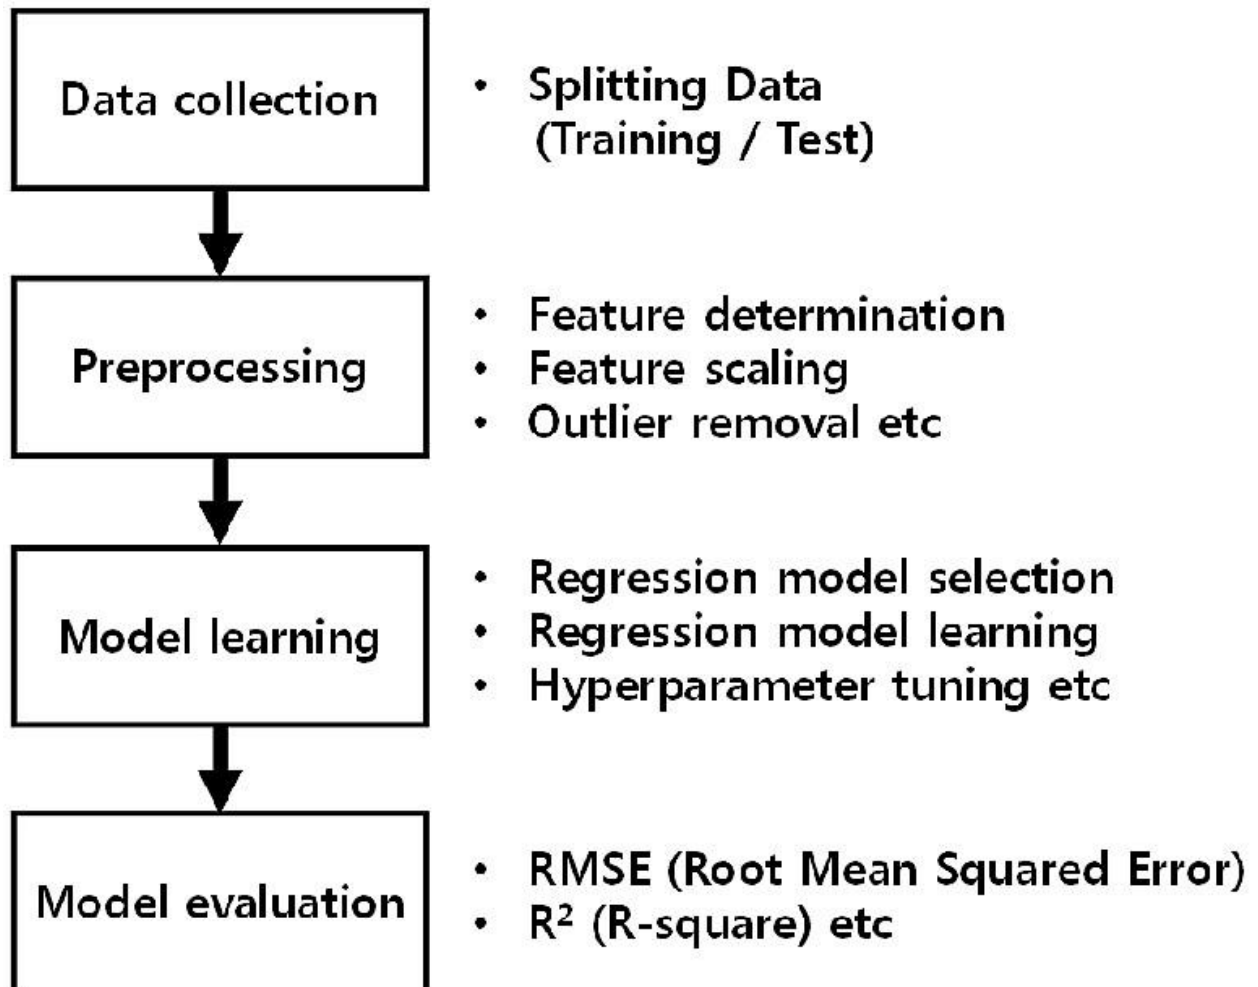 Data collection
• Splitting Data
(Training / Test)
Preprocessing
• Feature determination
• Feature scaling
• Outlier removal etc
Model learning
• Regression model selection
• Regression model learning
• Hyperparameter tuning etc
Model evaluation
• RMSE (Root Mean Squared Error)
• R² (R-square) etc